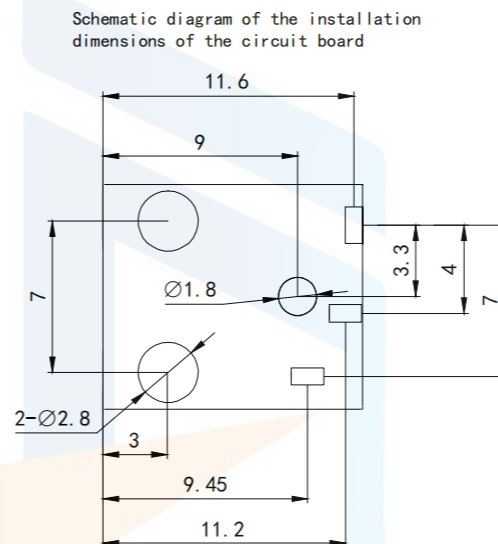 Schematic diagram of the installation
dimensions of the circuit board
11.6
9
3.3
4
7
7
Ø1.8
2-Ø2.8
3
9.45
11.2